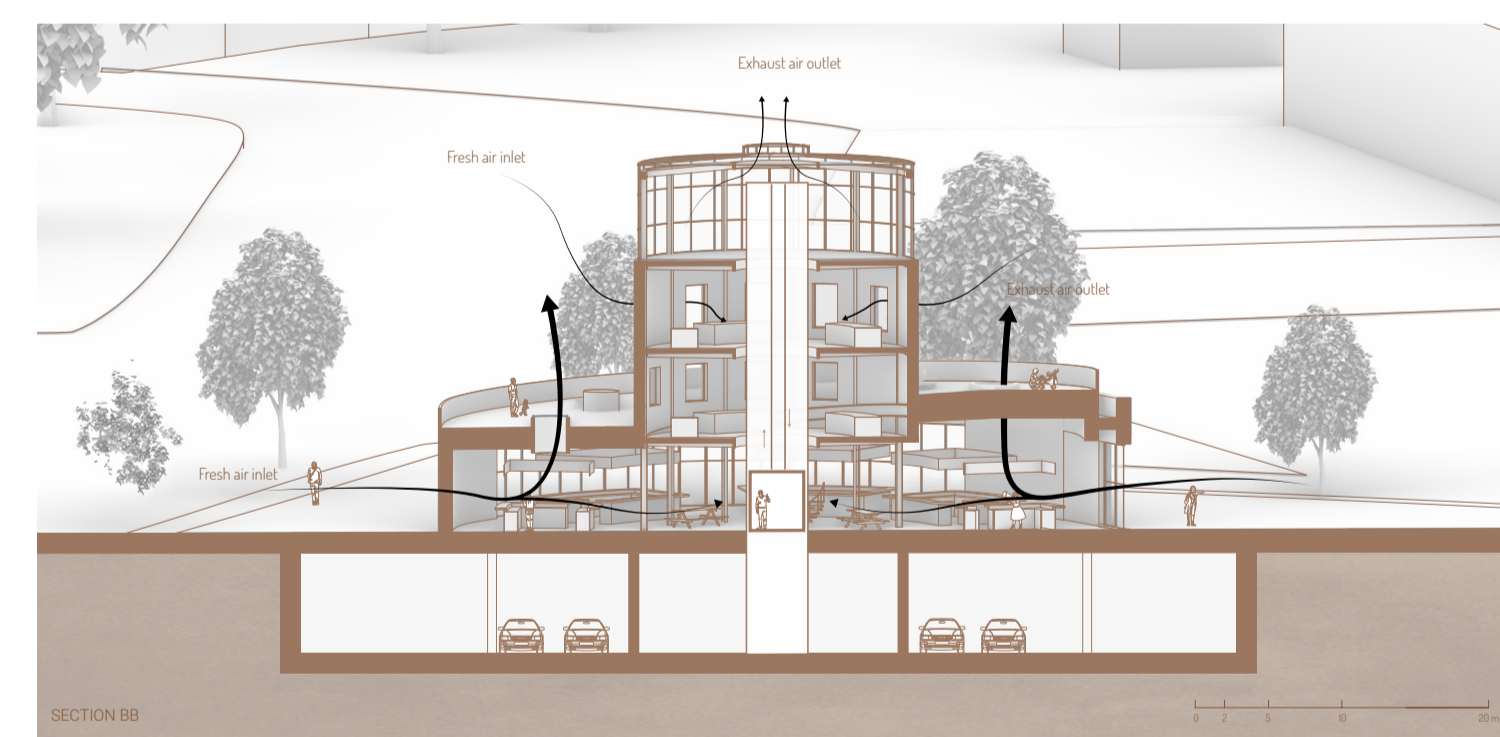 Exhaust air outlet
Fresh air inlet
Exhaust air outlet
Fresh air inlet
SECTION BB
0 2 5 10 20 m